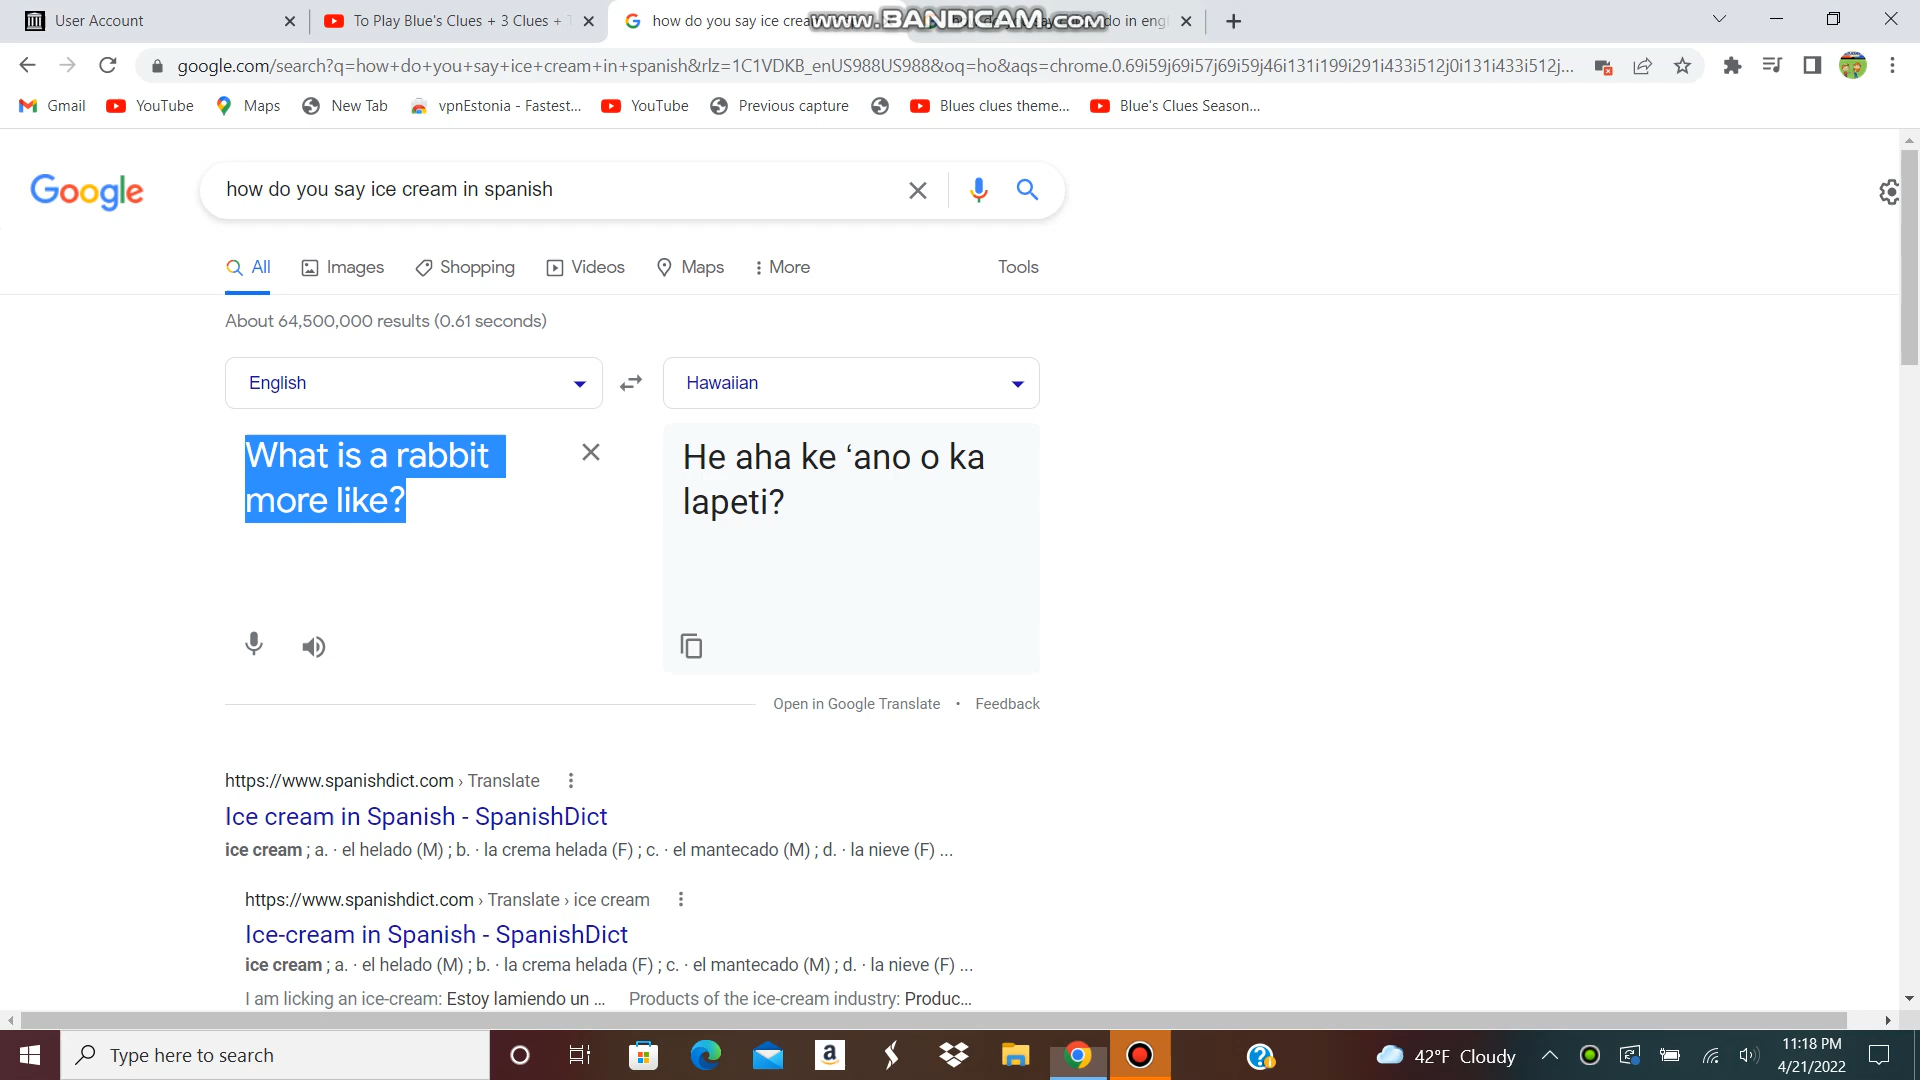 User Account
To Play Blue's Clues + 3 Clues +
how do you say ice crea
www.BANDICAM.com
do in eng
google.com/search?q=how+do+you+say+ice+cream+in+spanish&rlz=1C1VDKB_enUS988US988&oq=ho&aqs=chrome.0.69i59j69i57j69i59j46i131i199i291i433i512j0i131i433i512j...
Gmail YouTube Maps New Tab vpnEstonia - Fastest... YouTube Previous capture Blues clues theme... Blue's Clues Season...
Google
how do you say ice cream in spanish
All Images Shopping Videos Maps More Tools
About 64,500,000 results (0.61 seconds)
English Hawaiian
What is a rabbit
more like?
He aha ke ʻano o ka
lapeti?
Open in Google Translate • Feedback
https://www.spanishdict.com › Translate
Ice cream in Spanish - SpanishDict
ice cream ; a. · el helado (M) ; b. · la crema helada (F) ; c. · el mantecado (M) ; d. · la nieve (F) ...
https://www.spanishdict.com › Translate › ice cream
Ice-cream in Spanish - SpanishDict
ice cream ; a. · el helado (M) ; b. · la crema helada (F) ; c. · el mantecado (M) ; d. · la nieve (F) ...
I am licking an ice-cream: Estoy lamiendo un ... Products of the ice-cream industry: Produc...
Type here to search
42°F Cloudy
11:18 PM
4/21/2022